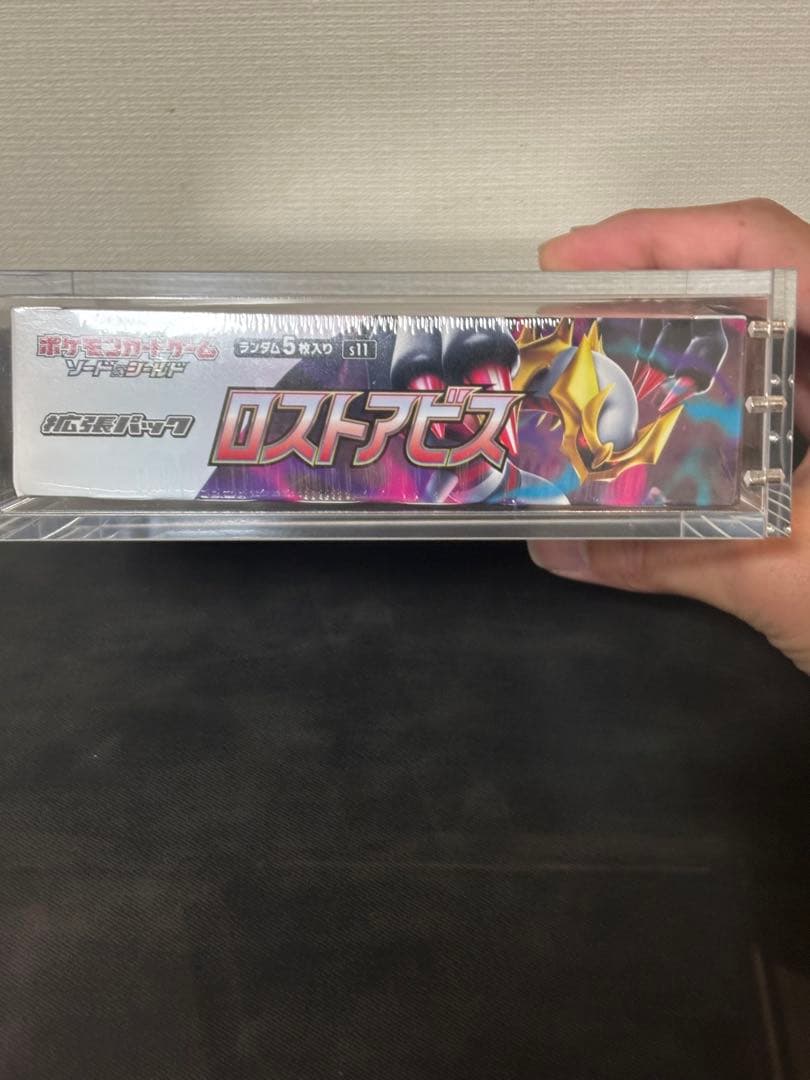 ポケモンカードゲーム
ソード&シールド
ランダム5枚入り s11
拡張パック
ロストアビス